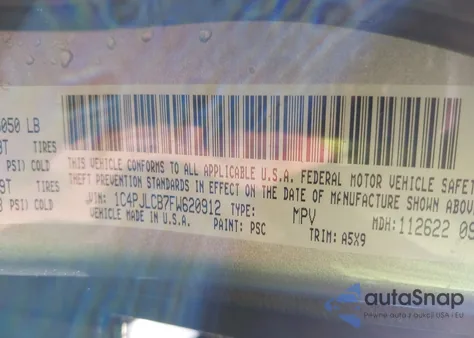 050 LB
TIRES
PSI) COLD
TIRES
PSI) COLD
THIS VEHICLE CONFORMS TO ALL APPLICABLE U.S.A. FEDERAL MOTOR VEHICLE SAFET
THEFT PREVENTION STANDARDS IN EFFECT ON THE DATE OF MANUFACTURE SHOWN ABOV
VIN: 1C4PJLCB7FW620912 TYPE: MPV MDH: 112622 09
VEHICLE MADE IN U.S.A. PAINT: PSC TRIM: A5X9
autoSnap